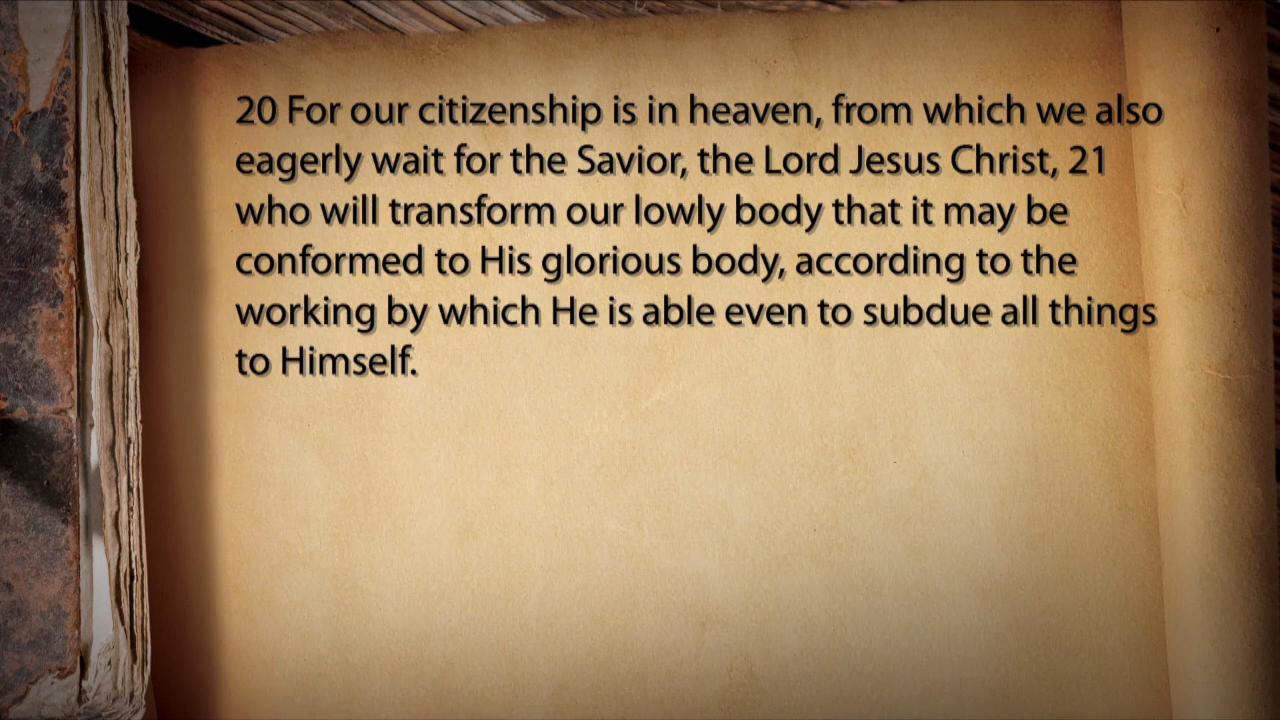 20 For our citizenship is in heaven, from which we also
eagerly wait for the Savior, the Lord Jesus Christ, 21
who will transform our lowly body that it may be
conformed to His glorious body, according to the
working by which He is able even to subdue all things
to Himself.